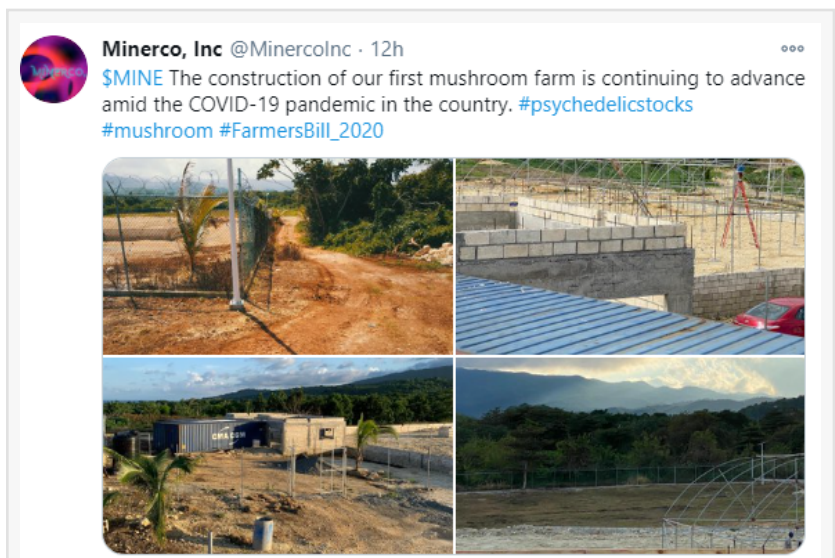 Minerco, Inc @MinercoInc · 12h
$MINE The construction of our first mushroom farm is continuing to advance
amid the COVID-19 pandemic in the country. #psychedelicstocks
#mushroom #FarmersBill_2020
MINERCO
CMA CGM